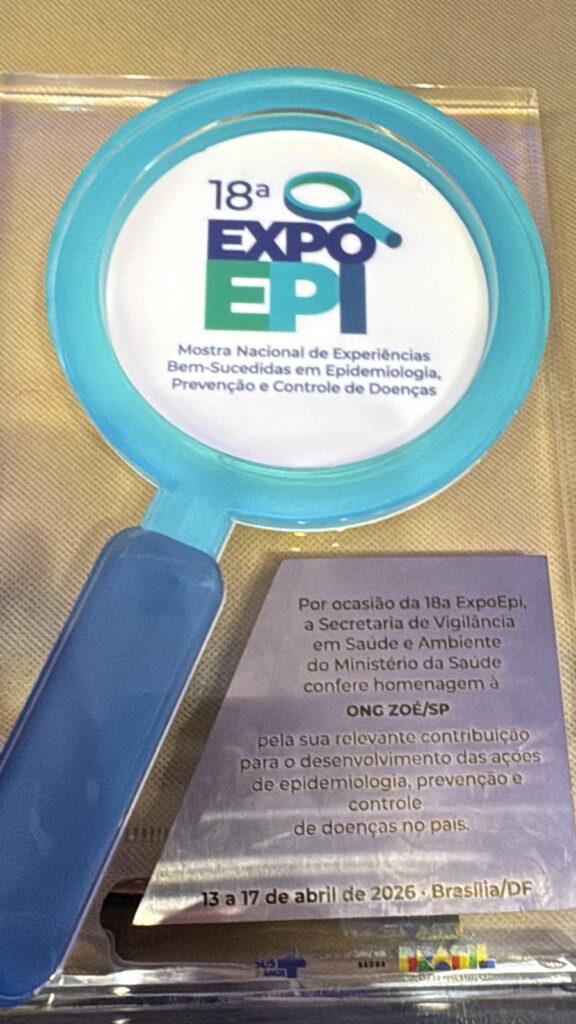 18ª
EXPO
EPI
Mostra Nacional de Experiências
Bem-Sucedidas em Epidemiologia,
Prevenção e Controle de Doenças
Por ocasião da 18a ExpoEpi,
a Secretaria de Vigilância
em Saúde e Ambiente
do Ministério da Saúde
confere homenagem à
ONG ZOÉ/SP
pela sua relevante contribuição
para o desenvolvimento das ações
de epidemiologia, prevenção e
controle
de doenças no país.
13 a 17 de abril de 2026 · Brasília/DF
SUS
SAÚDE
BRASIL